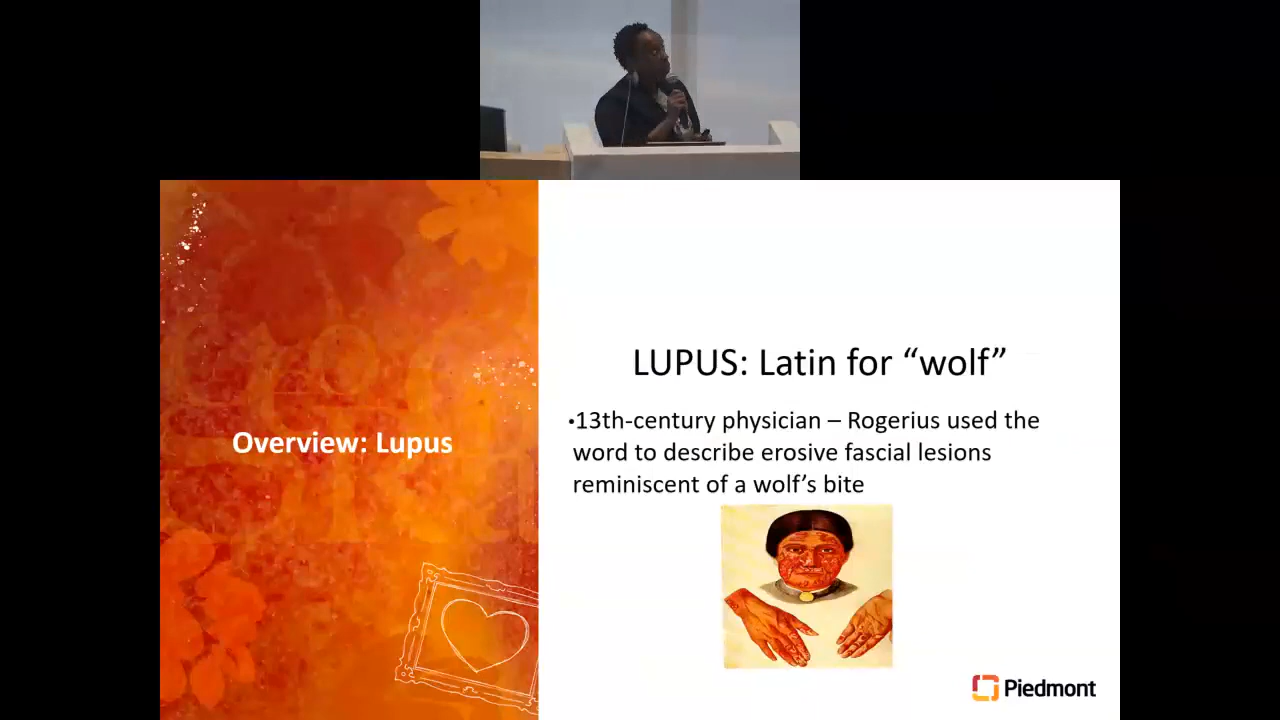 Overview: Lupus
LUPUS: Latin for “wolf”
•13th-century physician – Rogerius used the
word to describe erosive fascial lesions
reminiscent of a wolf’s bite
Piedmont